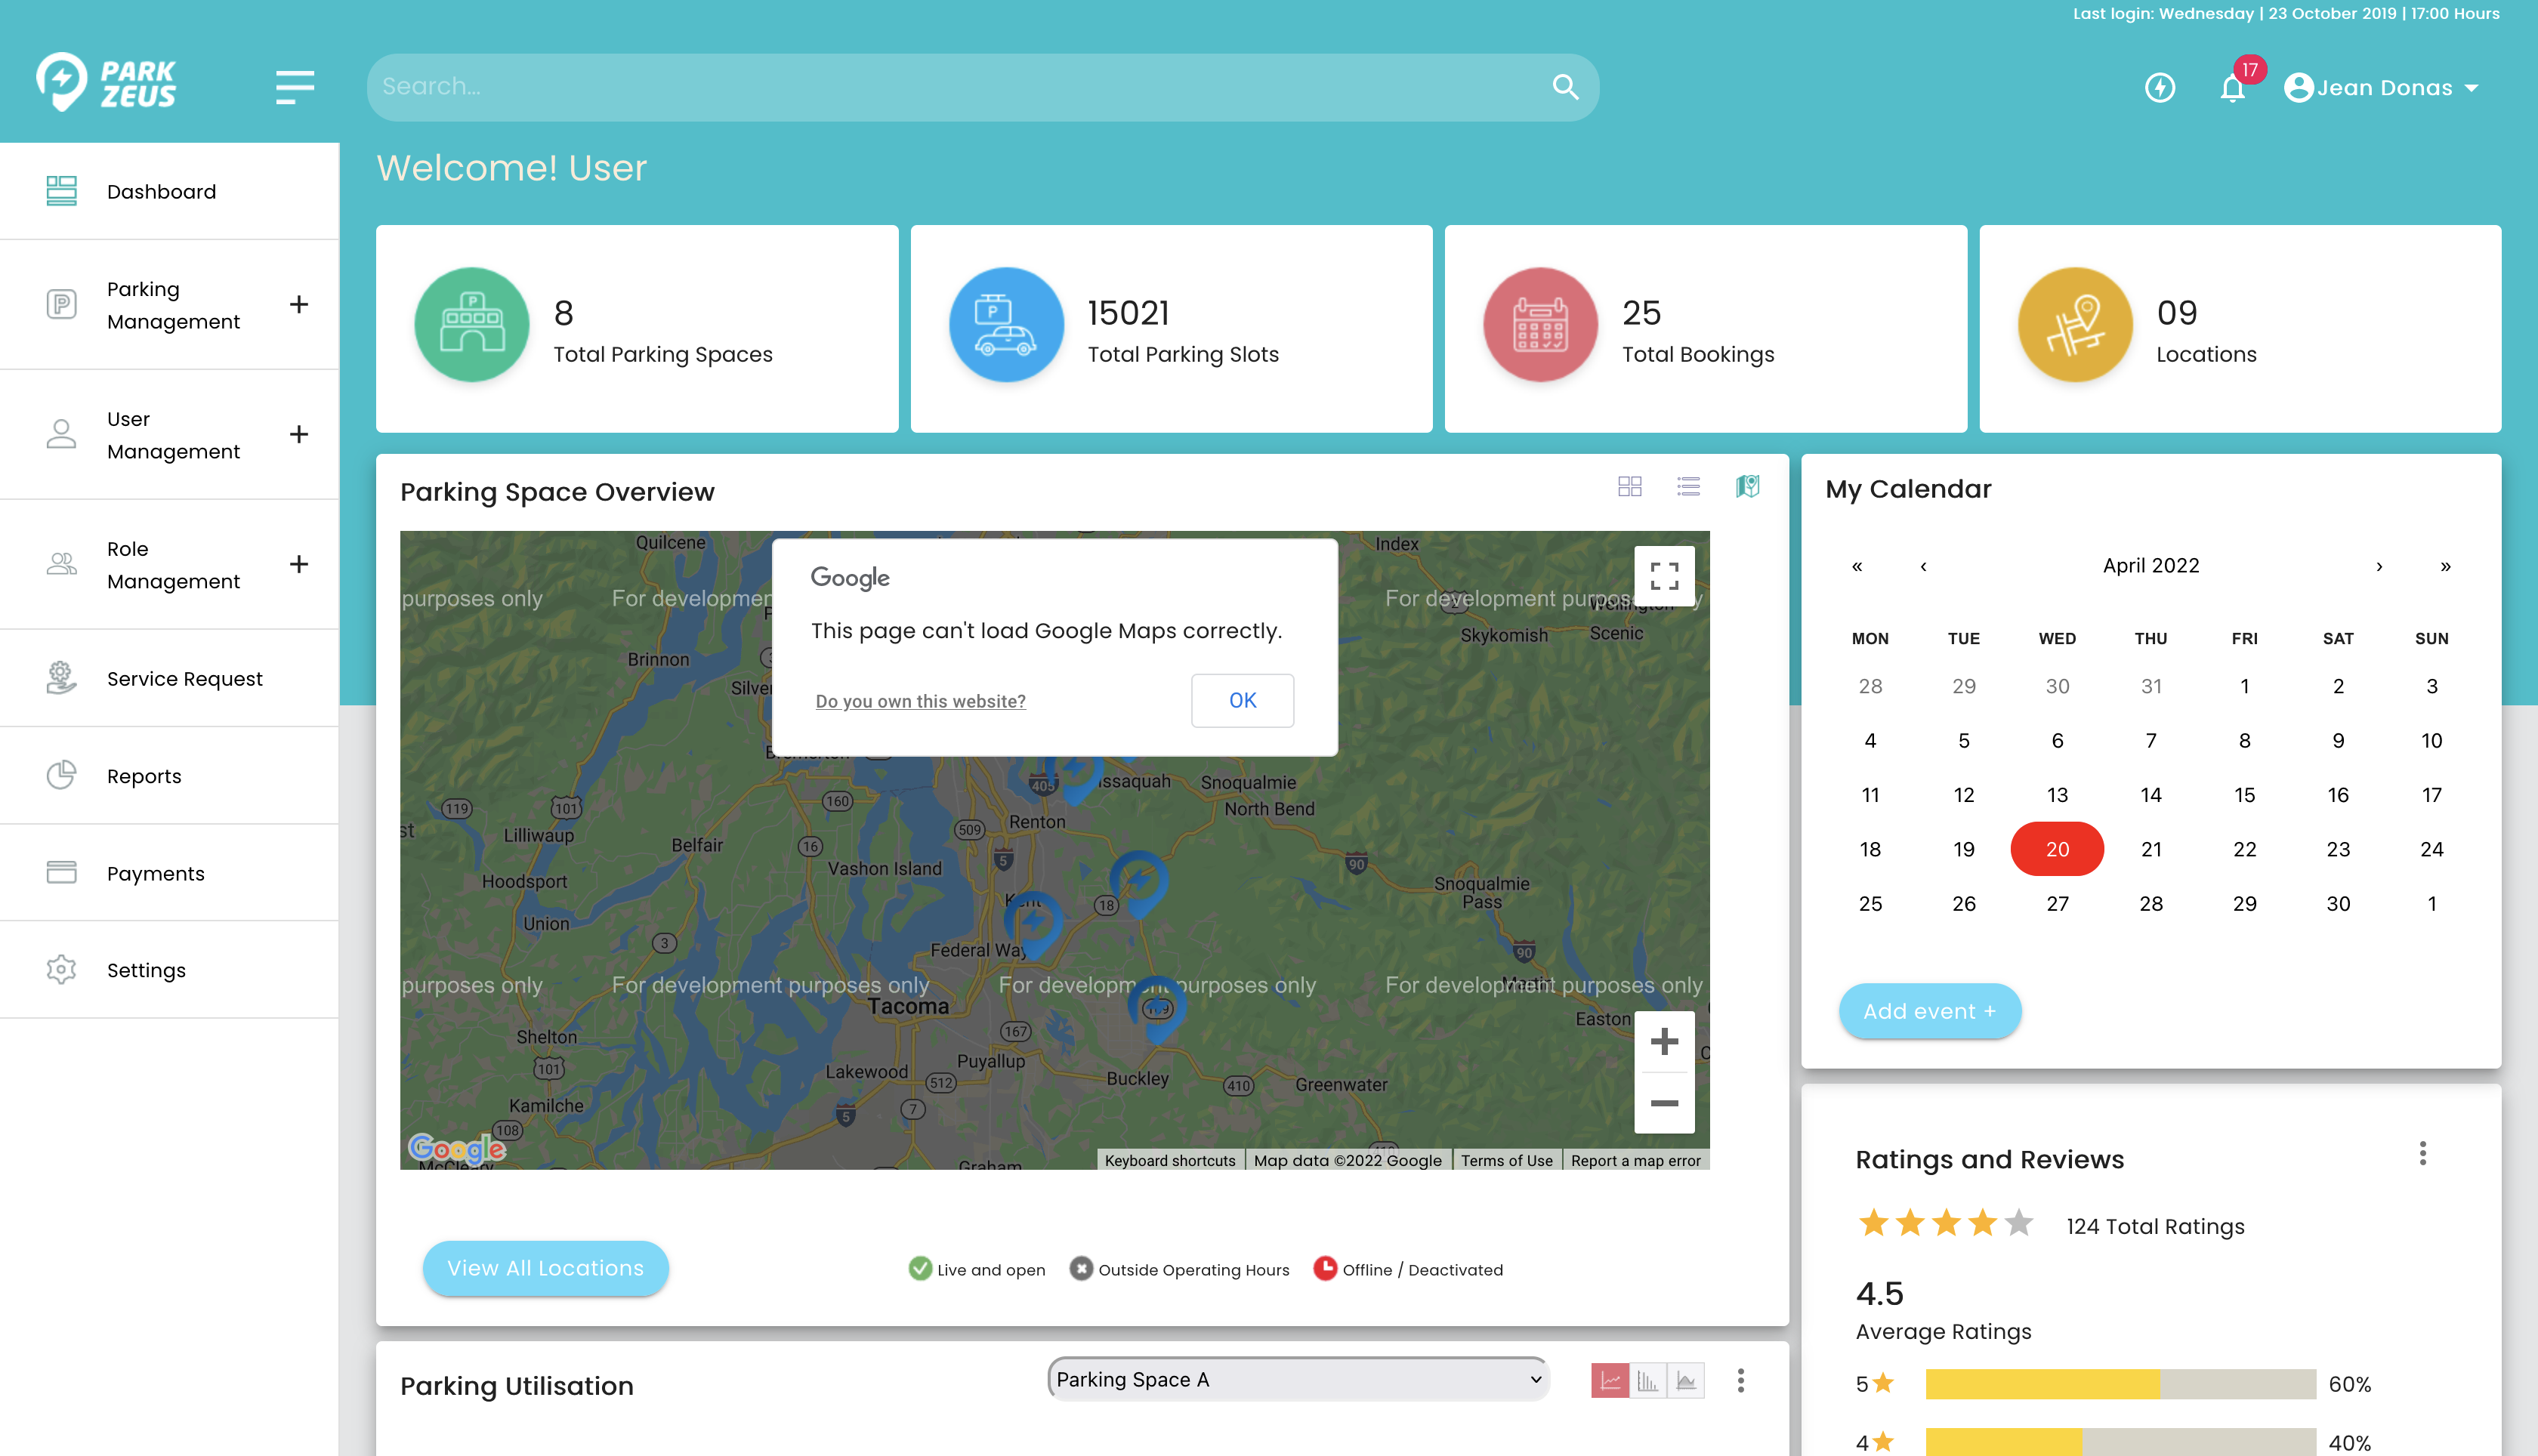 Last login: Wednesday | 23 October 2019 | 17:00 Hours
PARK
ZEUS
Search...
17
Jean Donas
Welcome! User
Dashboard
Parking
Management
+
User
Management
+
Role
Management
+
Service Request
Reports
Payments
Settings
8
Total Parking Spaces
P
15021
Total Parking Slots
25
Total Bookings
09
Locations
Parking Space Overview
Quilcene
Index
purposes only
For development
For development purposes only
Skykomish
Scenic
Brinnon
Google
This page can't load Google Maps correctly.
Do you own this website?
OK
405
Issaquah
Snoqualmie
North Bend
119
101
160
Lilliwaup
509
Renton
Belfair
16
Vashon Island
5
90
Hoodsport
Snoqualmie
Pass
Kent
18
Union
3
Federal Way
90
purposes only
For development purposes only
For development purposes only
For development purposes only
Tacoma
169
Easton
Shelton
167
101
Puyallup
Lakewood
512
Buckley
410
Greenwater
Kamilche
5
7
108
Google
McCleary
Graham
410
Keyboard shortcuts
Map data ©2022 Google
Terms of Use
Report a map error
View All Locations
Live and open
Outside Operating Hours
Offline / Deactivated
Parking Utilisation
Parking Space A
My Calendar
« ‹ April 2022 › »
MON TUE WED THU FRI SAT SUN
28 29 30 31 1 2 3
4 5 6 7 8 9 10
11 12 13 14 15 16 17
18 19 20 21 22 23 24
25 26 27 28 29 30 1
Add event +
Ratings and Reviews
124 Total Ratings
4.5
Average Ratings
5 60%
4 40%